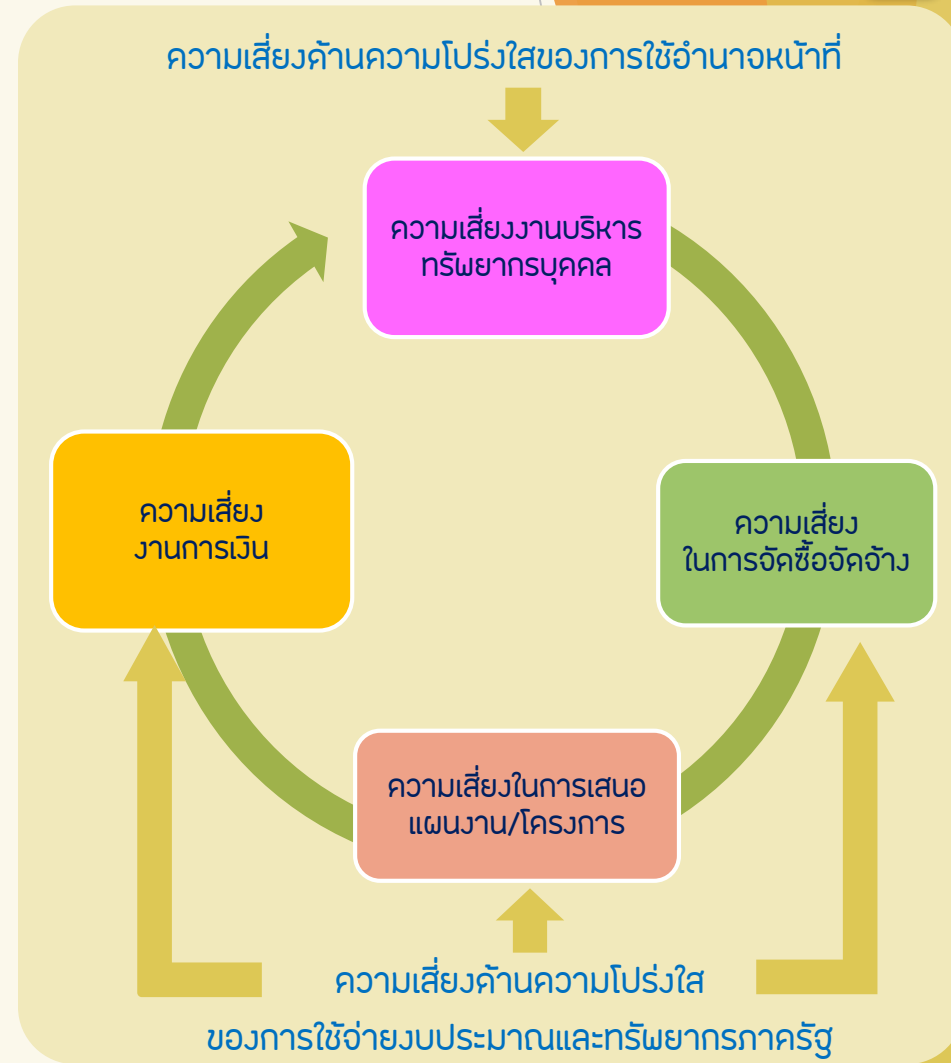 ความเสี่ยงด้านความโปร่งใสของการใช้อำนาจหน้าที่
ความเสี่ยงงานบริหาร
ทรัพยากรบุคคล
ความเสี่ยง
งานการเงิน
ความเสี่ยง
ในการจัดซื้อจัดจ้าง
ความเสี่ยงในการเสนอ
แผนงาน/โครงการ
ความเสี่ยงด้านความโปร่งใส
ของการใช้จ่ายงบประมาณและทรัพยากรภาครัฐ